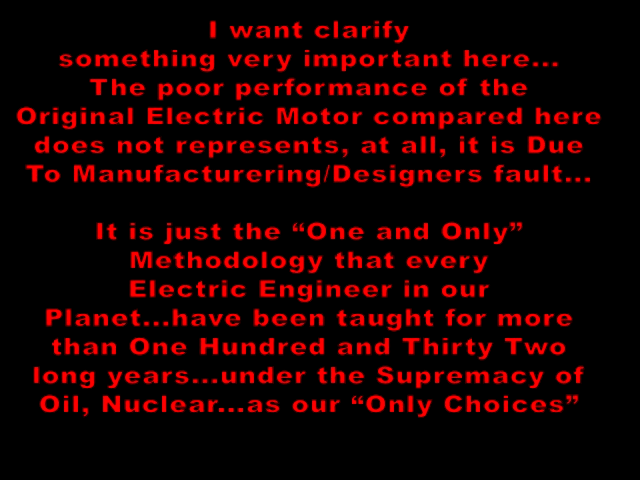 I want clarify
something very important here...
The poor performance of the
Original Electric Motor compared here
does not represents, at all, it is Due
To Manufacturering/Designers fault...
It is just the “One and Only”
Methodology that every
Electric Engineer in our
Planet...have been taught for more
than One Hundred and Thirty Two
long years...under the Supremacy of
Oil, Nuclear...as our “Only Choices”